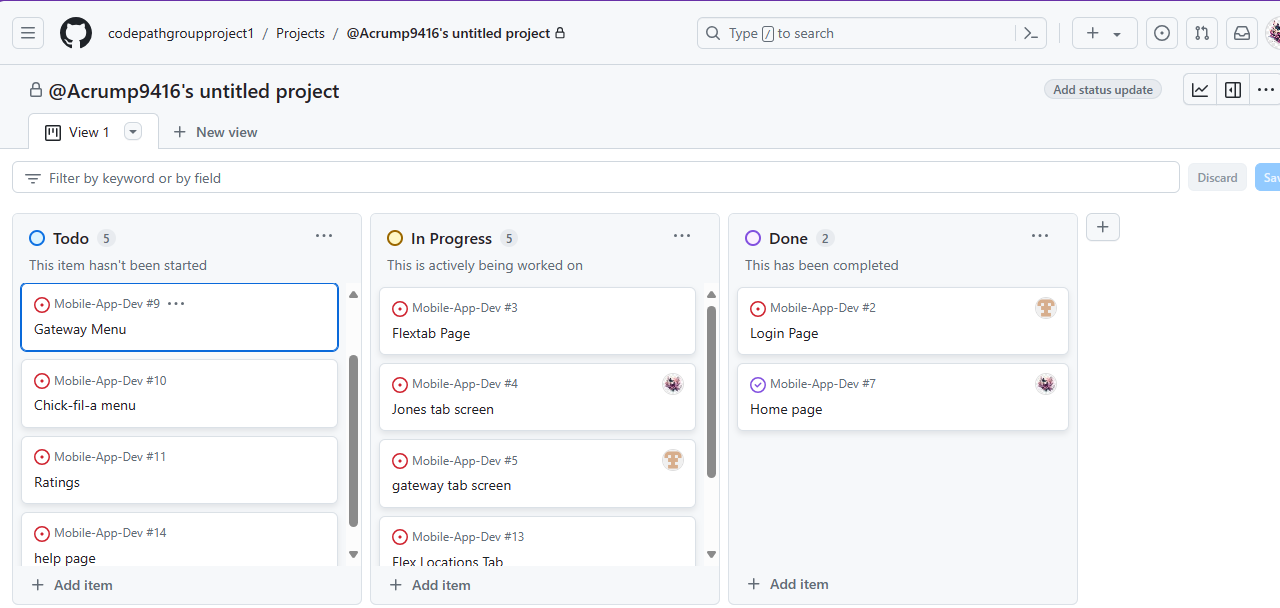 codepathgroupproject1 / Projects / @Acrump9416's untitled project
Type / to search
@Acrump9416's untitled project
Add status update
View 1
New view
Filter by keyword or by field
Discard
Sav
Todo 5
This item hasn't been started
Mobile-App-Dev #9
Gateway Menu
Mobile-App-Dev #10
Chick-fil-a menu
Mobile-App-Dev #11
Ratings
Mobile-App-Dev #14
help page
+ Add item
In Progress 5
This is actively being worked on
Mobile-App-Dev #3
Flextab Page
Mobile-App-Dev #4
Jones tab screen
Mobile-App-Dev #5
gateway tab screen
Mobile-App-Dev #13
Flex Locations Tab
+ Add item
Done 2
This has been completed
Mobile-App-Dev #2
Login Page
Mobile-App-Dev #7
Home page
+ Add item